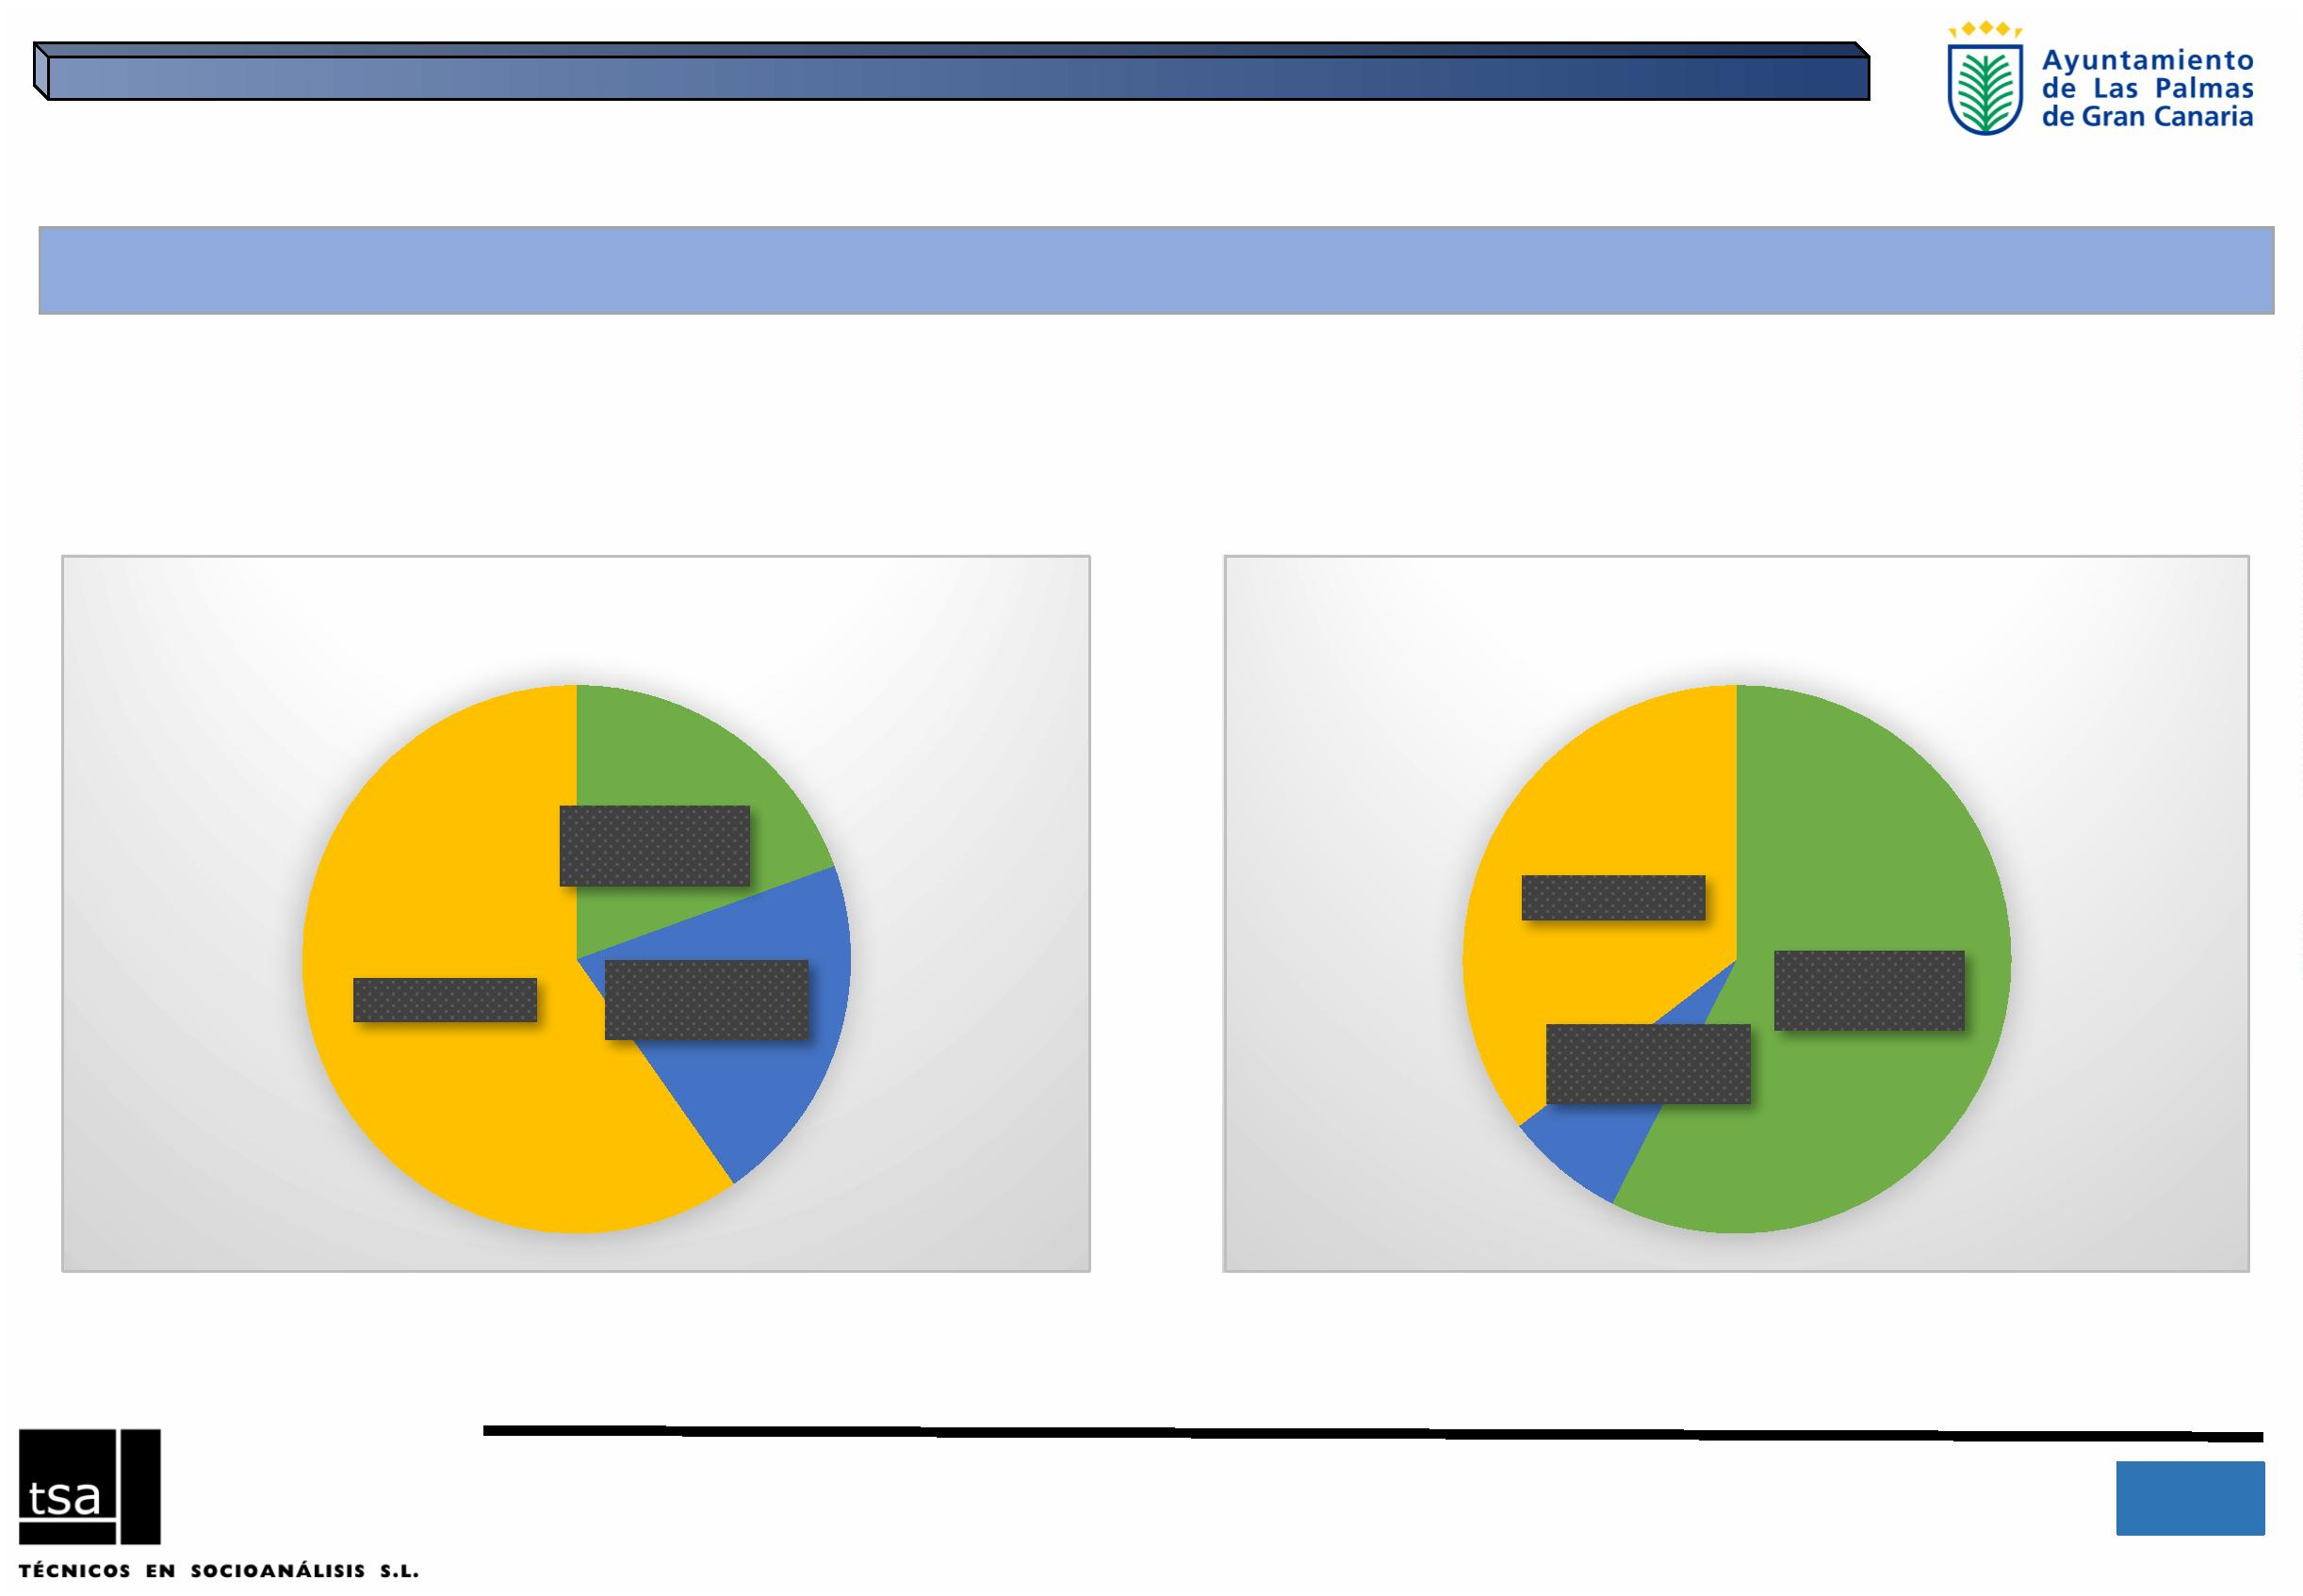 Ayuntamiento
de Las Palmas
de Gran Canaria
tsa
TÉCNICOS EN SOCIOANÁLISIS S.L.